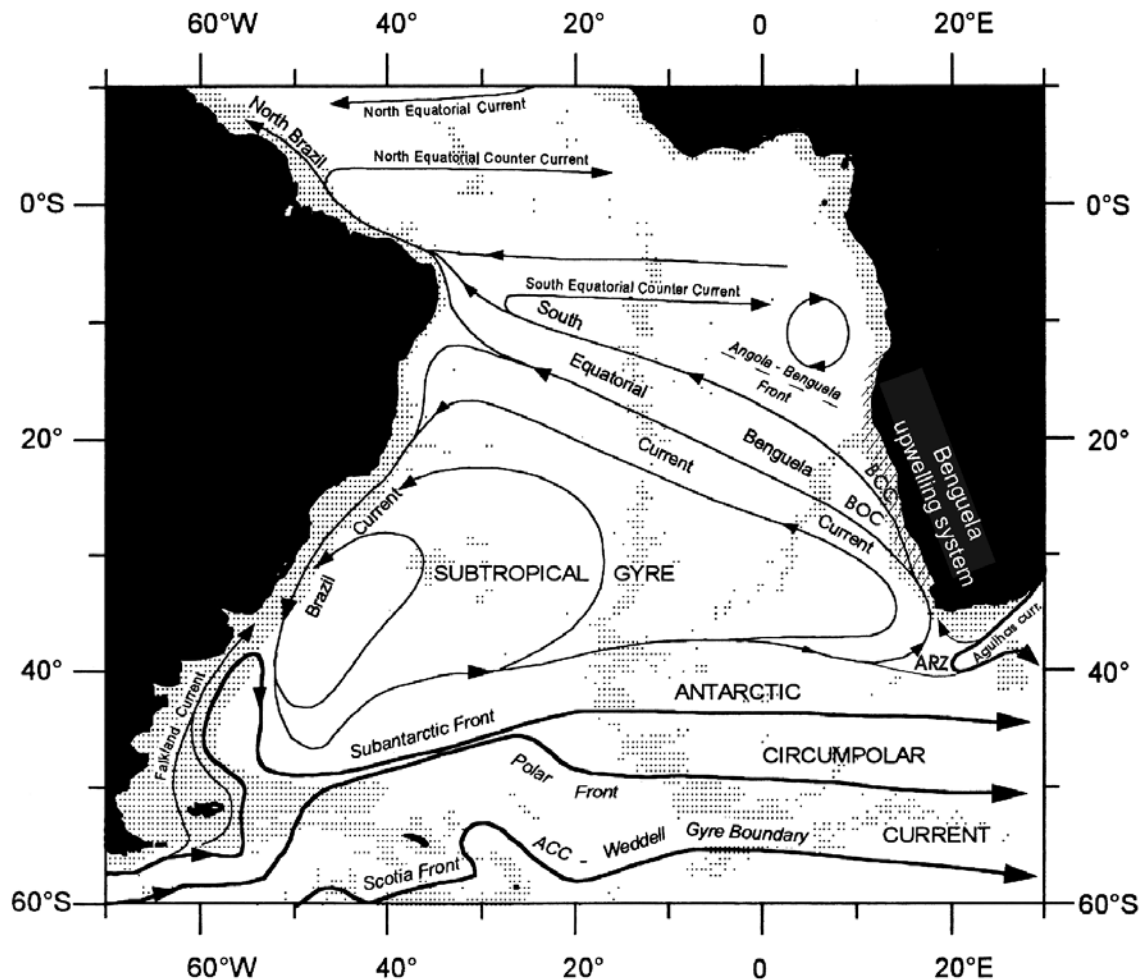 60°W 40° 20° 0 20°E
North Equatorial Current
North Brazil
North Equatorial Counter Current
0°S 0°S
South Equatorial Counter Current
South
Angola - Benguela
Front
Equatorial
20° 20°
Current
Benguela
BCC
BOC
Current
Benguela
upwelling system
Current
Brazil
SUBTROPICAL GYRE
Agulhas curr.
ARZ
40° 40°
ANTARCTIC
Falkland Current
Subantarctic Front
CIRCUMPOLAR
Polar
Front
CURRENT
ACC - Weddell Gyre Boundary
Scotia Front
60°S 60°S
60°W 40° 20° 0 20°E